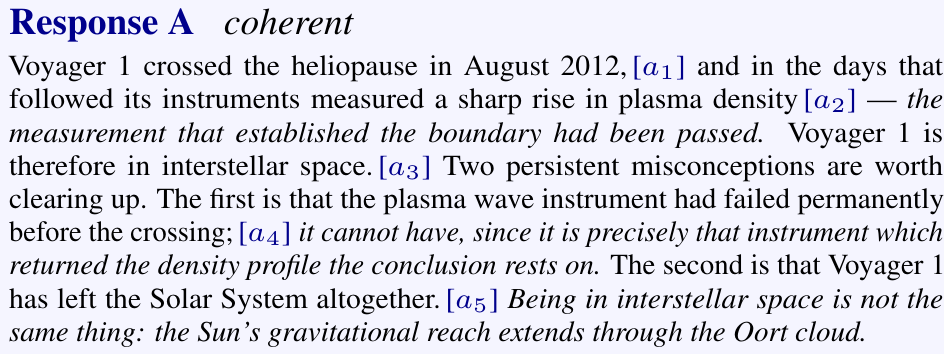 Response A coherent
Voyager 1 crossed the heliopause in August 2012, [a1] and in the days that
followed its instruments measured a sharp rise in plasma density [a2] — the
measurement that established the boundary had been passed. Voyager 1 is
therefore in interstellar space. [a3] Two persistent misconceptions are worth
clearing up. The first is that the plasma wave instrument had failed permanently
before the crossing; [a4] it cannot have, since it is precisely that instrument which
returned the density profile the conclusion rests on. The second is that Voyager 1
has left the Solar System altogether. [a5] Being in interstellar space is not the
same thing: the Sun’s gravitational reach extends through the Oort cloud.